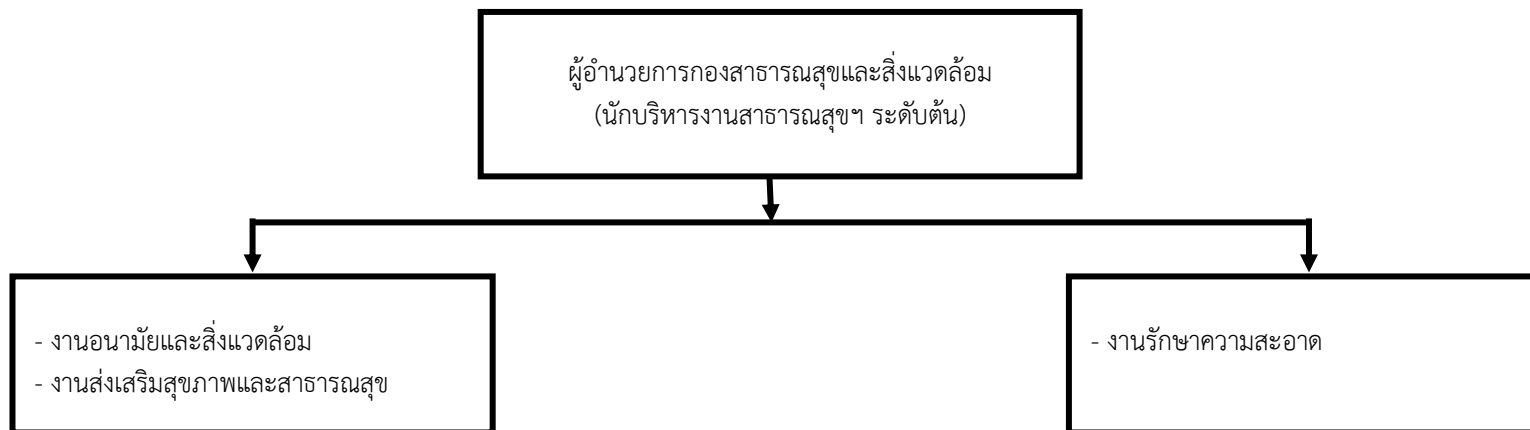 ผู้อำนวยการกองสาธารณสุขและสิ่งแวดล้อม
(นักบริหารงานสาธารณสุขฯ ระดับต้น)
- งานอนามัยและสิ่งแวดล้อม
- งานส่งเสริมสุขภาพและสาธารณสุข
- งานรักษาความสะอาด